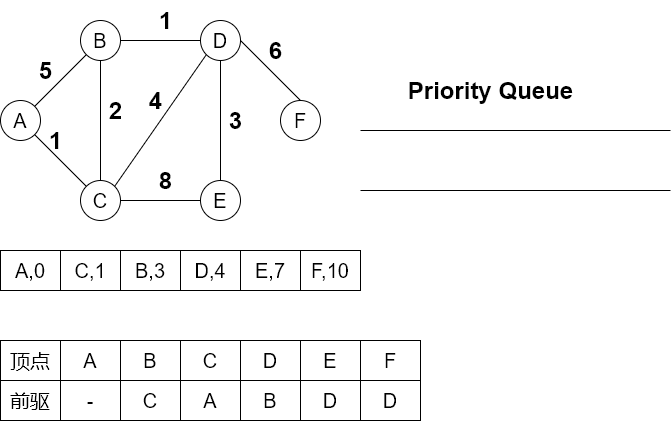 1
B
D
6
5
Priority Queue
2
4
A
3
F
1
8
C
E
A,0 C,1 B,3 D,4 E,7 F,10
顶点 A B C D E F
前驱 - C A B D D